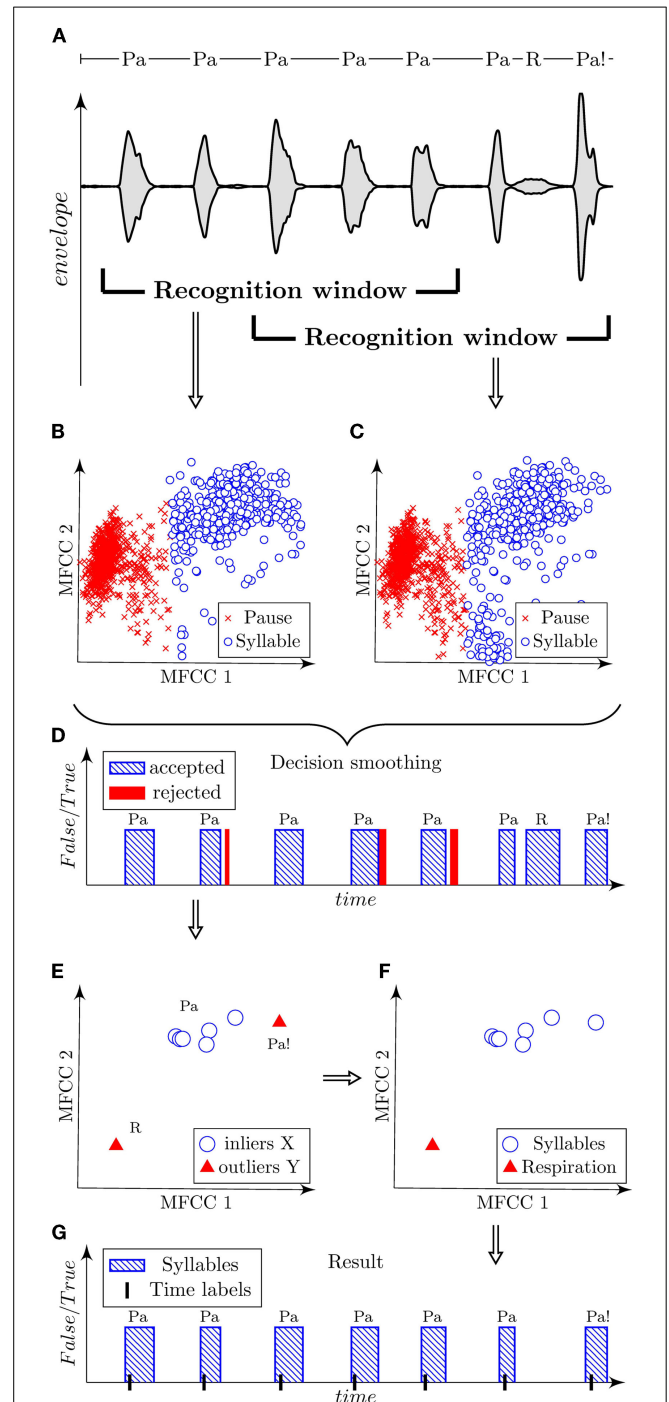 A
Pa Pa Pa Pa Pa Pa R Pa!
envelope
Recognition window
Recognition window
B
MFCC 2
× Pause
○ Syllable
MFCC 1
C
MFCC 2
× Pause
○ Syllable
MFCC 1
D
Decision smoothing
accepted
rejected
False/True
Pa Pa Pa Pa Pa Pa R Pa!
time
E
MFCC 2
Pa
Pa!
R
inliers X
outliers Y
MFCC 1
F
MFCC 2
Syllables
Respiration
MFCC 1
G
Result
Syllables
Time labels
False/True
Pa Pa Pa Pa Pa Pa Pa!
time